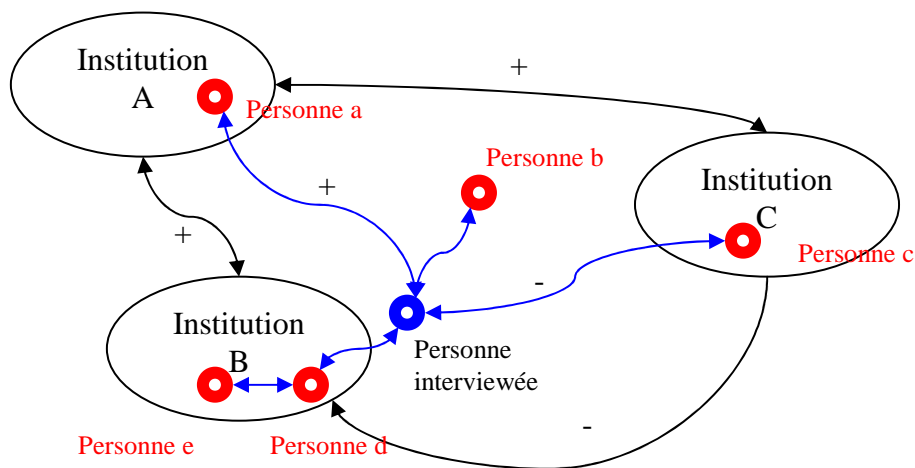 Institution
A
Personne a
+
Personne b
+
Institution
C
Personne c
+
-
Institution
B
Personne
interviewée
Personne e
Personne d
-